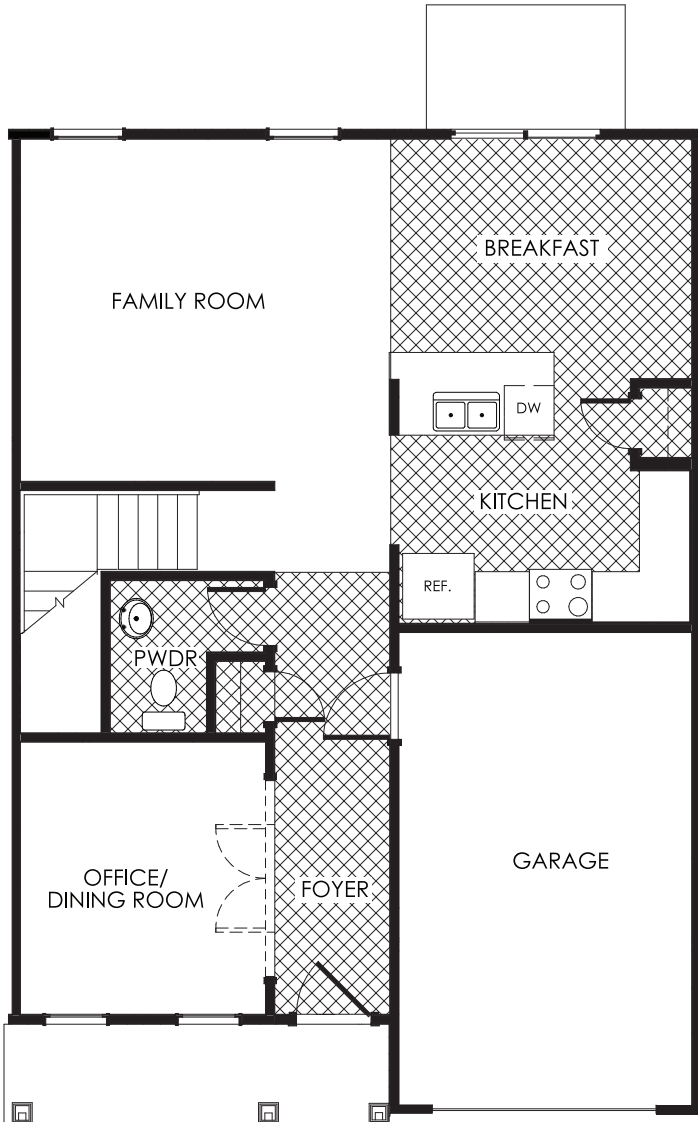 BREAKFAST
FAMILY ROOM
DW
KITCHEN
REF.
PWDR
GARAGE
OFFICE/
DINING ROOM
FOYER